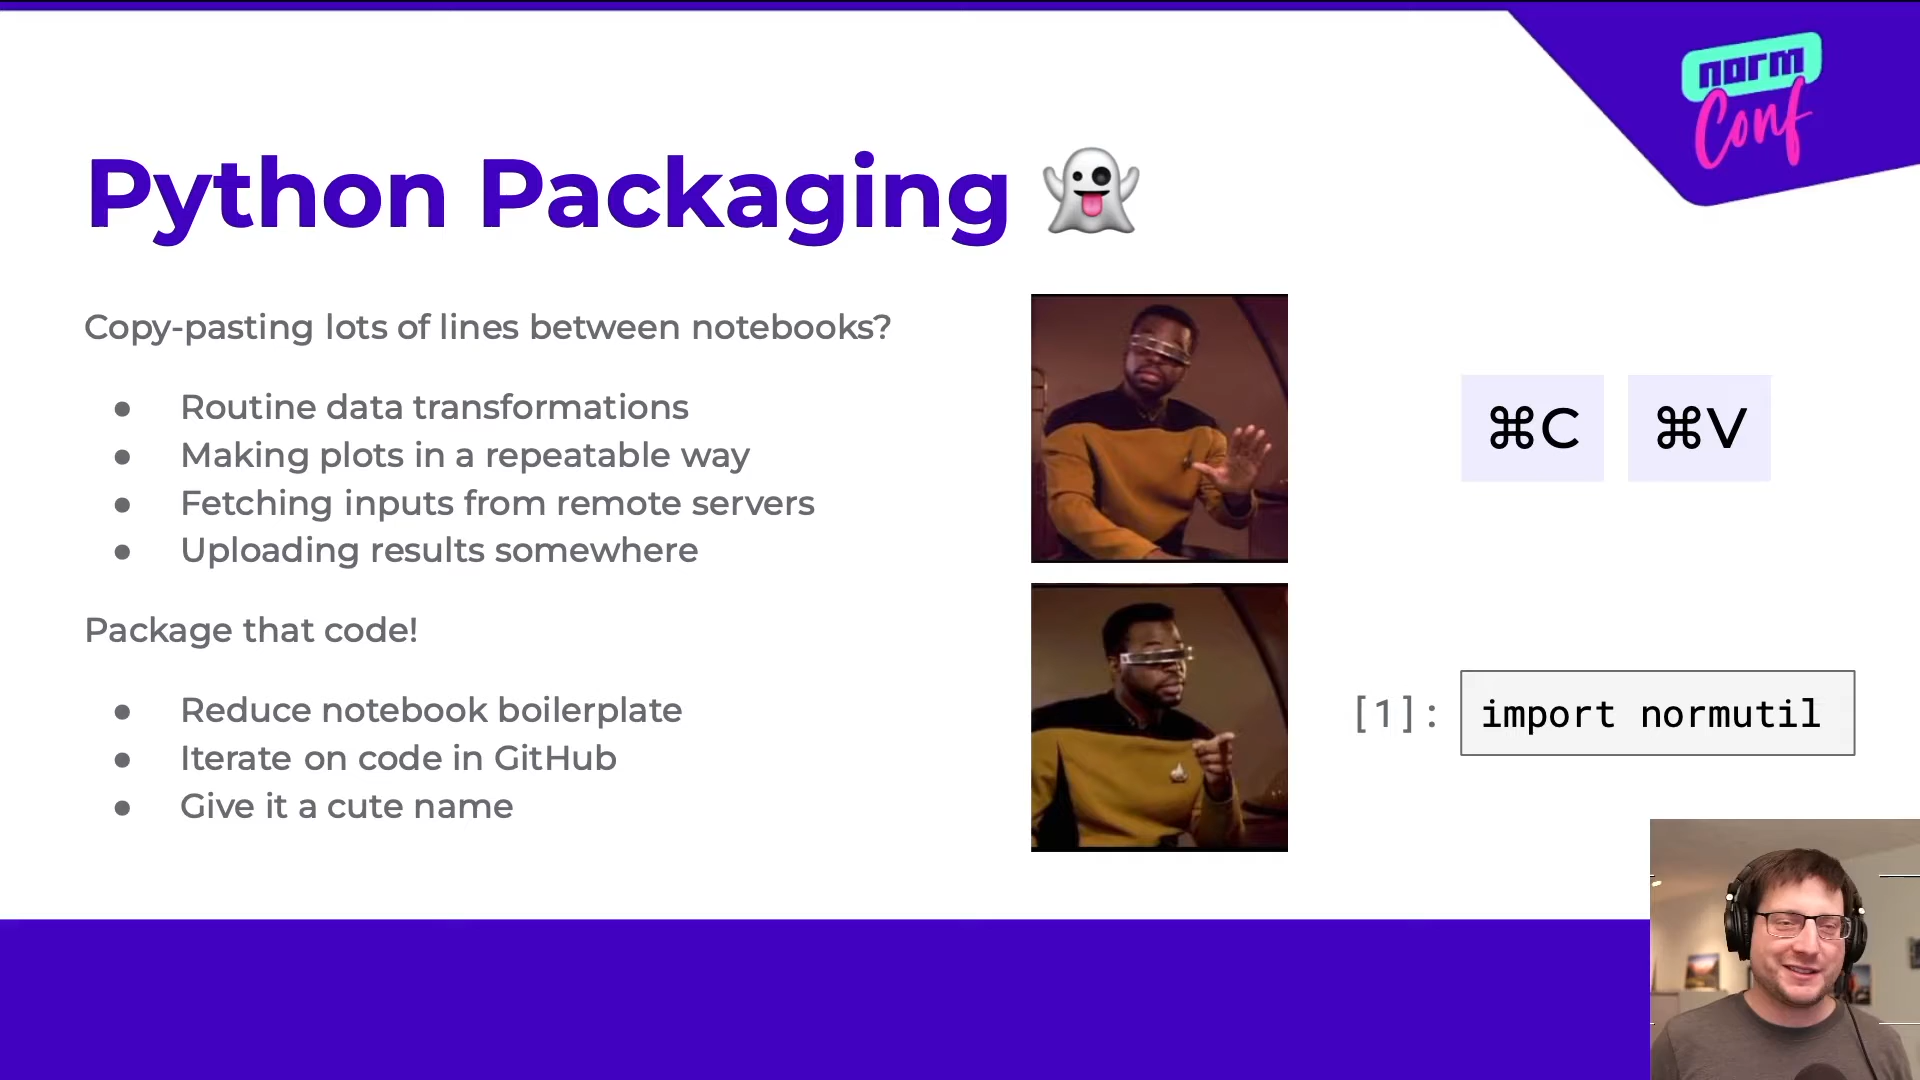 norm
Conf
Python Packaging 👻
Copy-pasting lots of lines between notebooks?
● Routine data transformations
● Making plots in a repeatable way
● Fetching inputs from remote servers
● Uploading results somewhere
Package that code!
● Reduce notebook boilerplate
● Iterate on code in GitHub
● Give it a cute name
⌘C ⌘V
[1]: import normutil